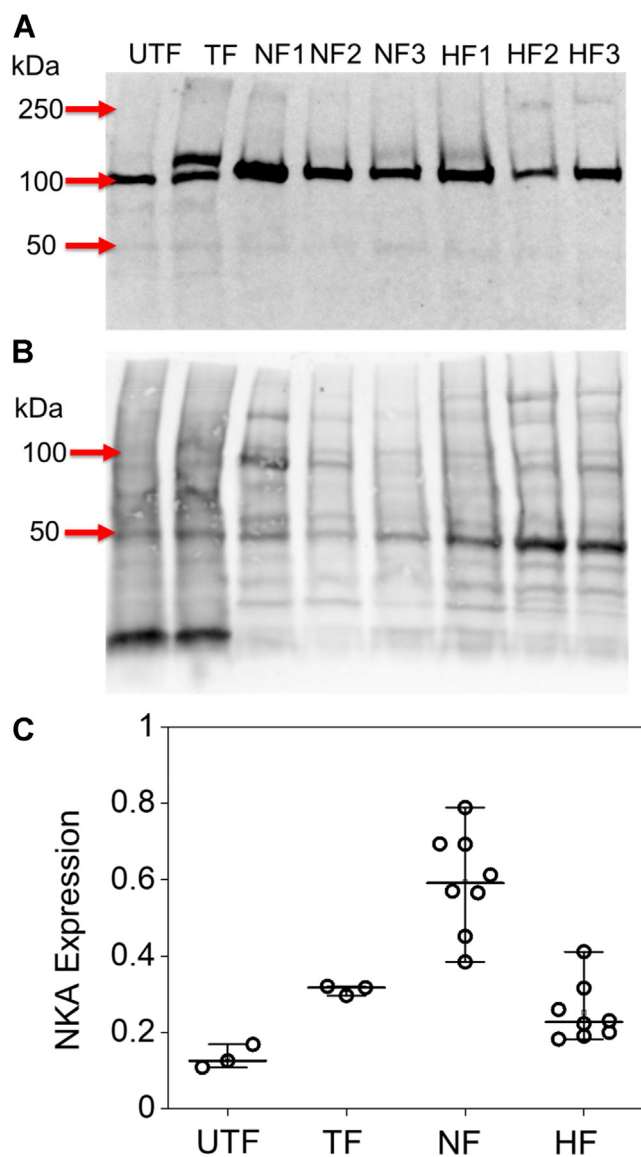 A
UTF TF NF1 NF2 NF3 HF1 HF2 HF3
kDa
250
100
50
B
kDa
100
50
C
1
0.8
0.6
0.4
0.2
0
NKA Expression
UTF TF NF HF